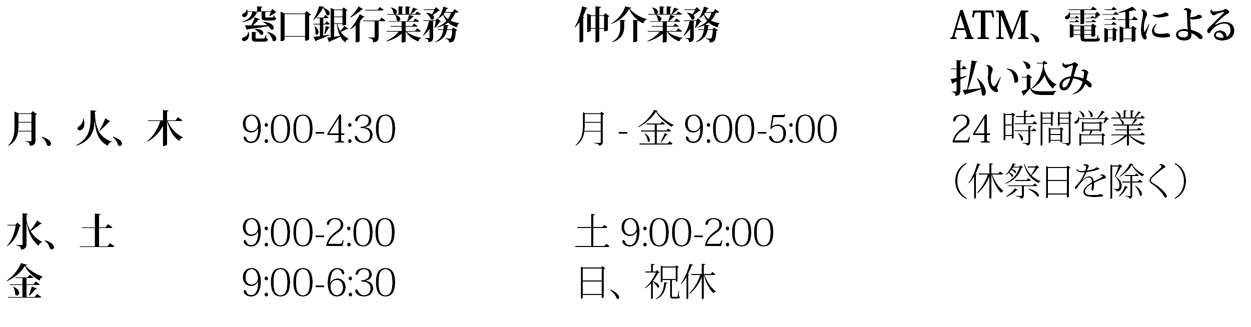 窓口銀行業務 仲介業務 ATM、電話による
払い込み
月、火、木 9:00-4:30 月 - 金 9:00-5:00 24 時間営業
（休祭日を除く）
水、土 9:00-2:00 土 9:00-2:00
金 9:00-6:30 日、祝休